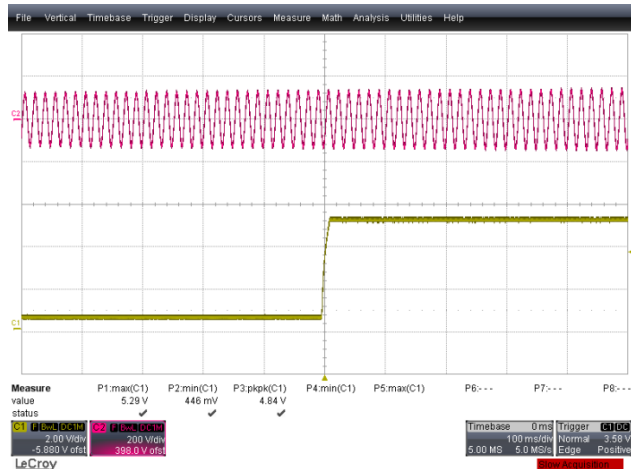 File Vertical Timebase Trigger Display Cursors Measure Math Analysis Utilities Help
C2
C1
Measure P1:max(C1) P2:min(C1) P3:pkpk(C1) P4:min(C1) P5:max(C1) P6:--- P7:--- P8:---
value 5.29 V 446 mV 4.84 V
status
C1 F BwL DC1M C2 F BwL DC1M Timebase 0 ms Trigger C1 DC
2.00 V/div 200 V/div 100 ms/div Normal 3.58 V
-5.880 V ofst 398.0 V ofst 5.00 MS 5.0 MS/s Edge Positive
LeCroy Slow Acquisition